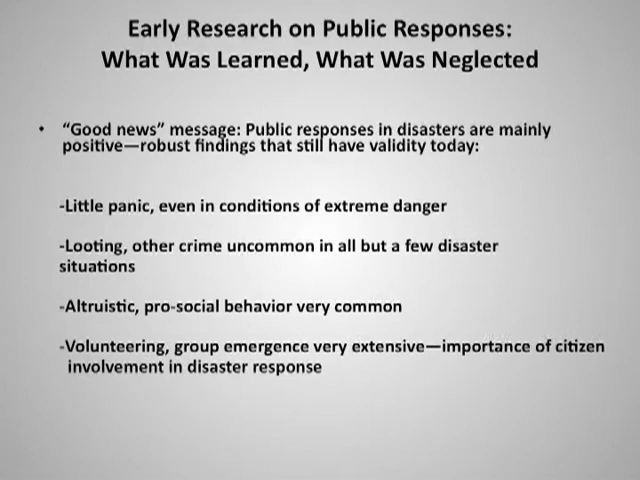 Early Research on Public Responses:
What Was Learned, What Was Neglected
• “Good news” message: Public responses in disasters are mainly
positive—robust findings that still have validity today:
-Little panic, even in conditions of extreme danger
-Looting, other crime uncommon in all but a few disaster
situations
-Altruistic, pro-social behavior very common
-Volunteering, group emergence very extensive—importance of citizen
involvement in disaster response